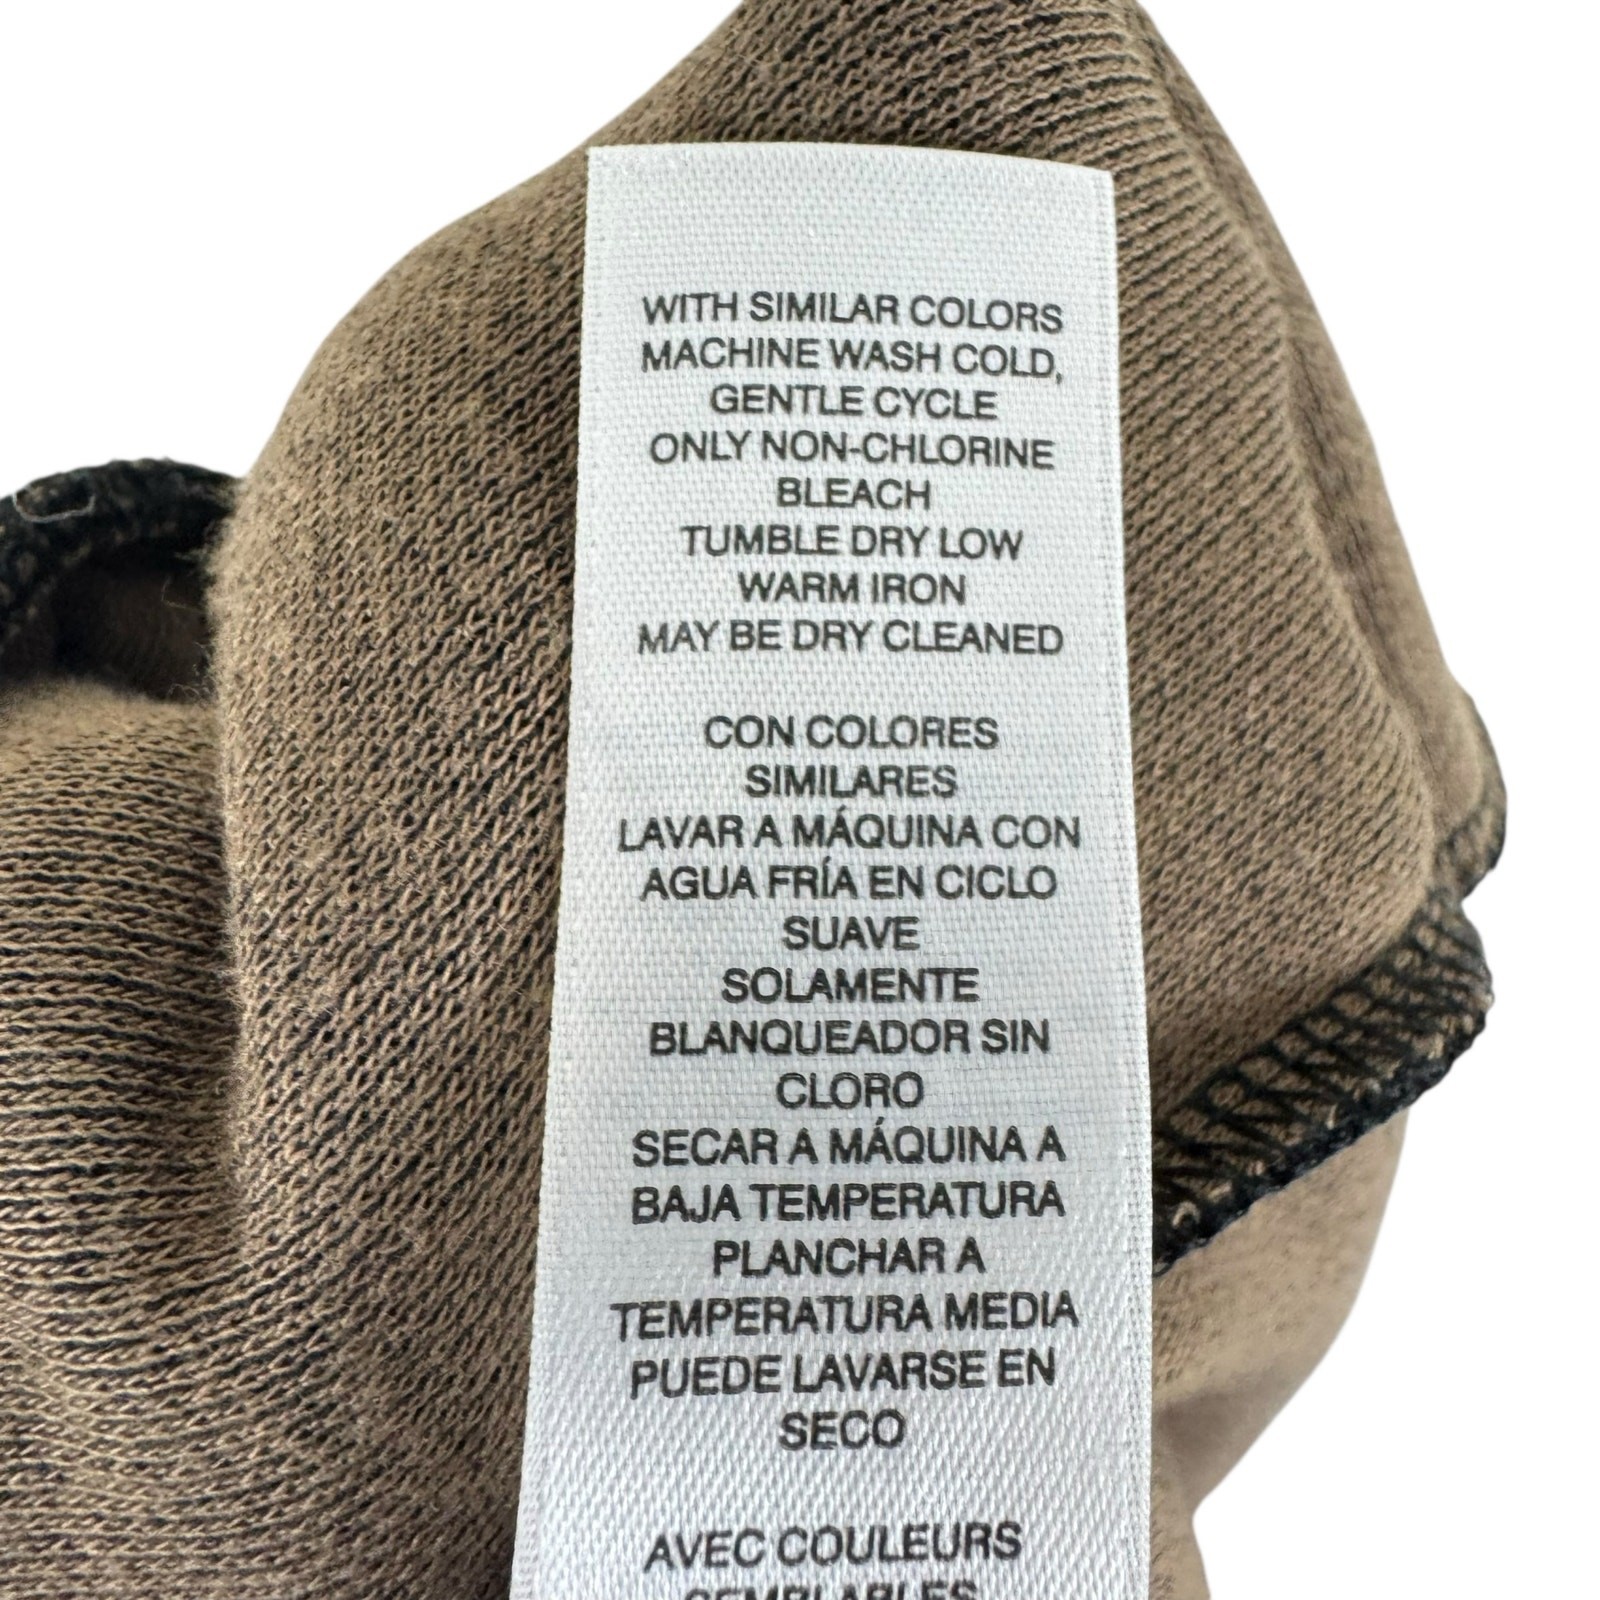 WITH SIMILAR COLORS
MACHINE WASH COLD,
GENTLE CYCLE
ONLY NON-CHLORINE
BLEACH
TUMBLE DRY LOW
WARM IRON
MAY BE DRY CLEANED
CON COLORES
SIMILARES
LAVAR A MÁQUINA CON
AGUA FRÍA EN CICLO
SUAVE
SOLAMENTE
BLANQUEADOR SIN
CLORO
SECAR A MÁQUINA A
BAJA TEMPERATURA
PLANCHAR A
TEMPERATURA MEDIA
PUEDE LAVARSE EN
SECO
AVEC COULEURS
SEMBLABLES